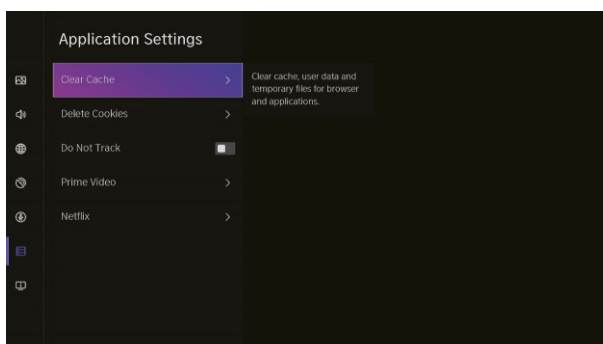 Application Settings
Clear Cache
Clear cache, user data and
temporary files for browser
and applications.
Delete Cookies
Do Not Track
Prime Video
Netflix